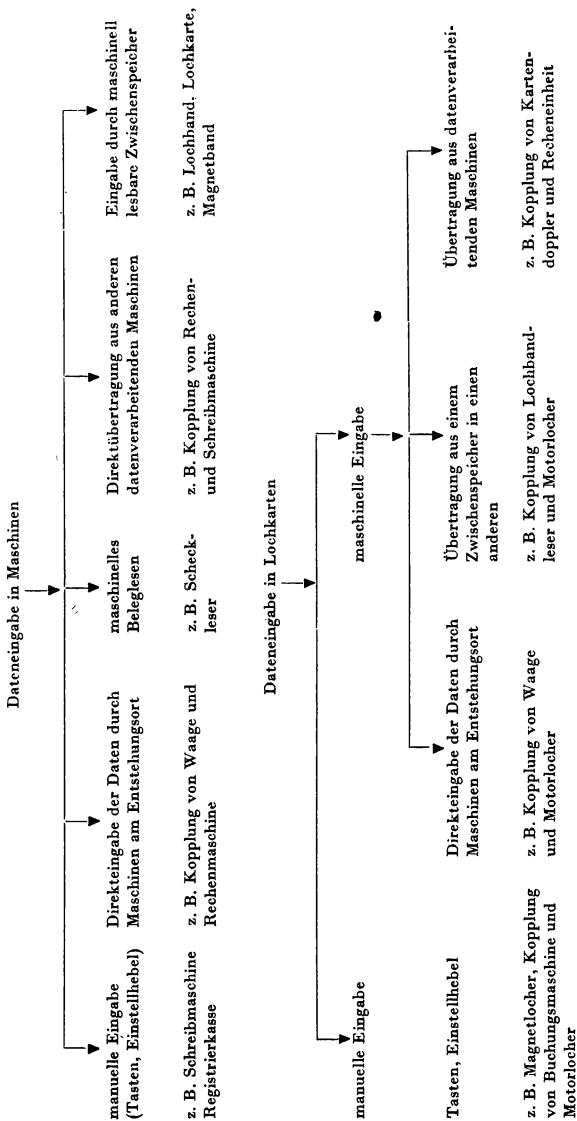 Dateneingabe in Maschinen
manuelle Eingabe
(Tasten, Einstellhebel)
z. B. Schreibmaschine
Registrierkasse
Direkteingabe der Daten durch
Maschinen am Entstehungsort
z. B. Kopplung von Waage und
Rechenmaschine
maschinelles
Beleglesen
z. B. Scheck-
leser
Direktübertragung aus anderen
datenverarbeitenden Maschinen
z. B. Kopplung von Rechen-
und Schreibmaschine
Eingabe durch maschinell
lesbare Zwischenspeicher
z. B. Lochband, Lochkarte,
Magnetband
Dateneingabe in Lochkarten
manuelle Eingabe
Tasten, Einstellhebel
z. B. Magnetlocher, Kopplung
von Buchungsmaschine und
Motorlocher
maschinelle Eingabe
Direkteingabe der Daten durch
Maschinen am Entstehungsort
z. B. Kopplung von Waage
und Motorlocher
Übertragung aus einem
Zwischenspeicher in einen
anderen
z. B. Kopplung von Lochband-
leser und Motorlocher
Übertragung aus datenverarbei-
tenden Maschinen
z. B. Kopplung von Karten-
doppler und Recheneinheit